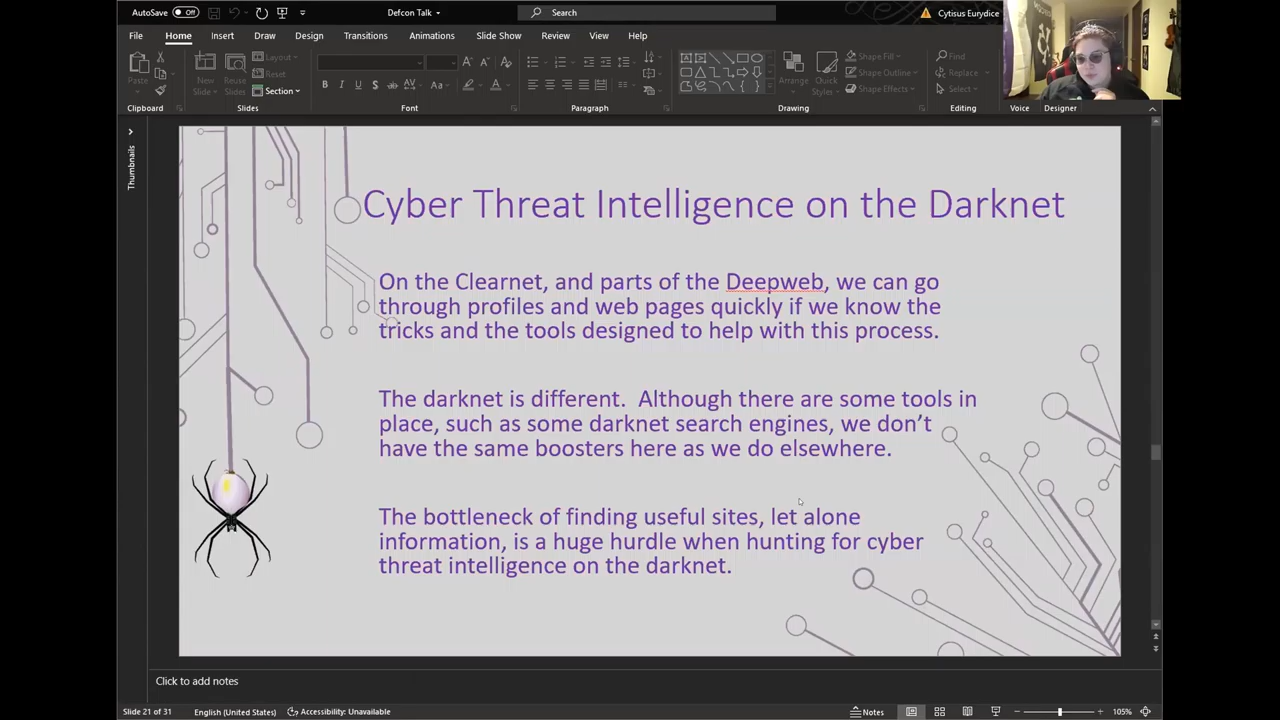 AutoSave Off Defcon Talk Search Cytisus Eurydice
File Home Insert Draw Design Transitions Animations Slide Show Review View Help
Paste New Slide Reuse Slides Layout Reset Section Arrange Quick Styles Shape Fill Shape Outline Shape Effects Find Replace Select
Clipboard Slides Font Paragraph Drawing Editing Voice Designer
Thumbnails
Cyber Threat Intelligence on the Darknet
On the Clearnet, and parts of the Deepweb, we can go
through profiles and web pages quickly if we know the
tricks and the tools designed to help with this process.
The darknet is different.  Although there are some tools in
place, such as some darknet search engines, we don’t
have the same boosters here as we do elsewhere.
The bottleneck of finding useful sites, let alone
information, is a huge hurdle when hunting for cyber
threat intelligence on the darknet.
Click to add notes
Slide 21 of 31 English (United States) Accessibility: Unavailable Notes 105%